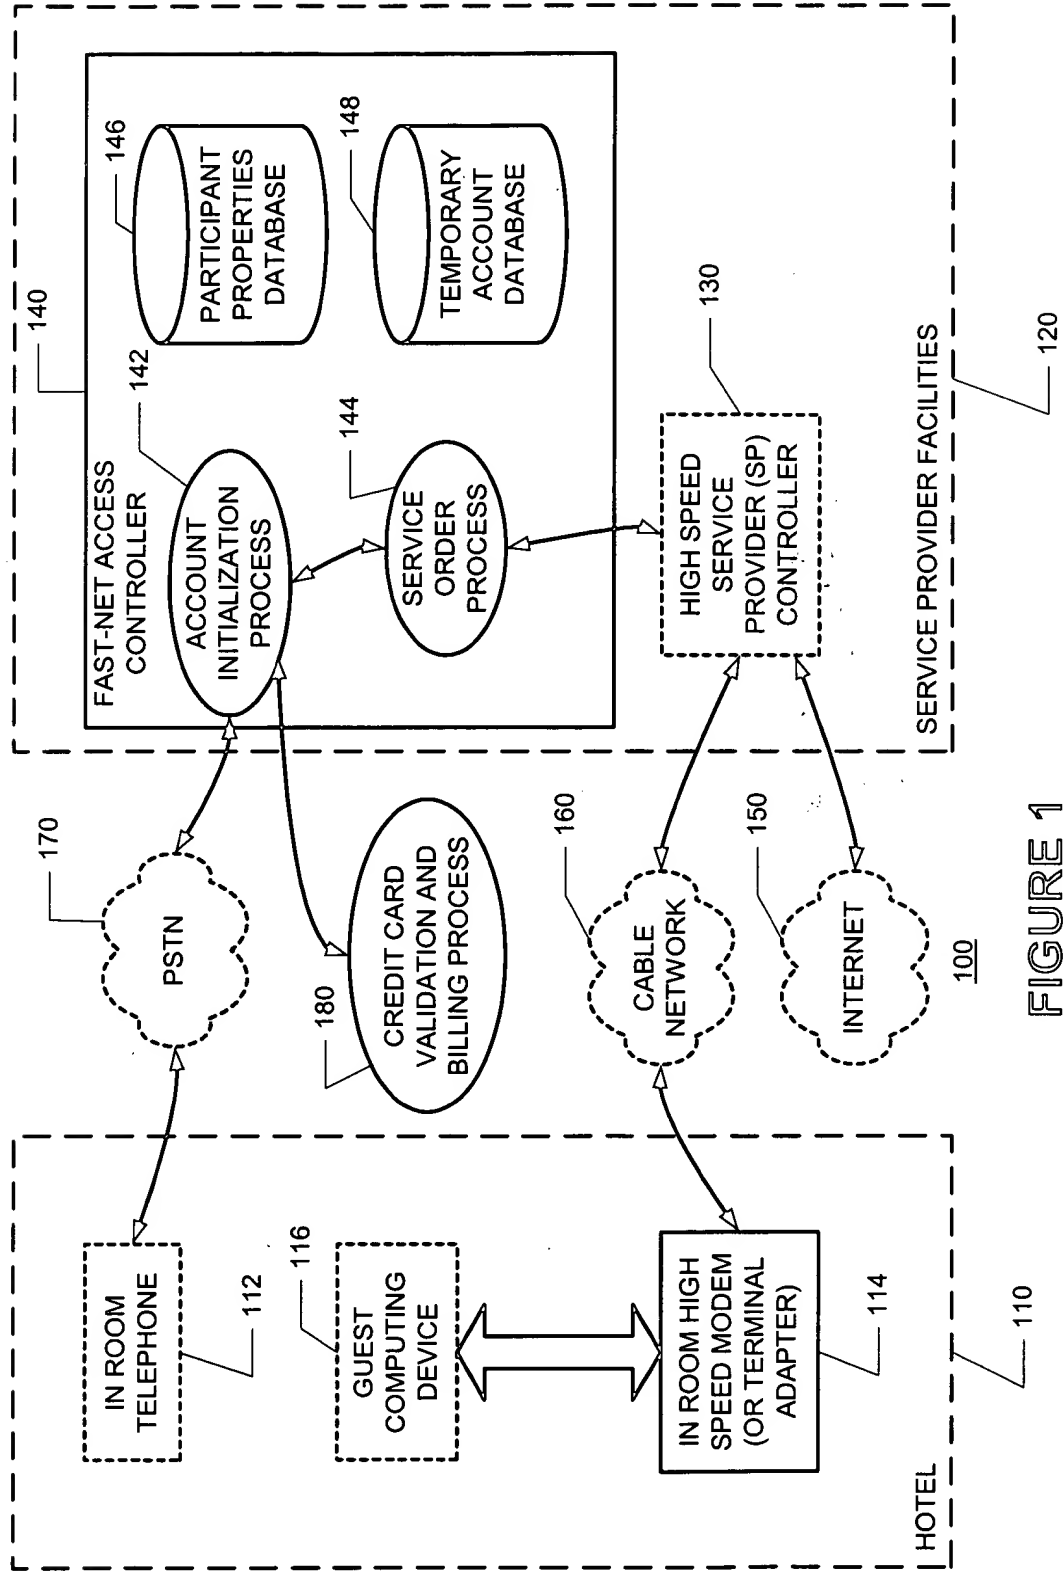 HOTEL
110
IN ROOM
TELEPHONE
112
GUEST
COMPUTING
DEVICE
116
IN ROOM HIGH
SPEED MODEM
(OR TERMINAL
ADAPTER)
114
PSTN
170
CREDIT CARD
VALIDATION AND
BILLING PROCESS
180
CABLE
NETWORK
160
INTERNET
150
100
FAST-NET ACCESS
CONTROLLER
140
ACCOUNT
INITIALIZATION
PROCESS
142
SERVICE
ORDER
PROCESS
144
PARTICIPANT
PROPERTIES
DATABASE
146
TEMPORARY
ACCOUNT
DATABASE
148
HIGH SPEED
SERVICE
PROVIDER (SP)
CONTROLLER
130
SERVICE PROVIDER FACILITIES
120
FIGURE 1